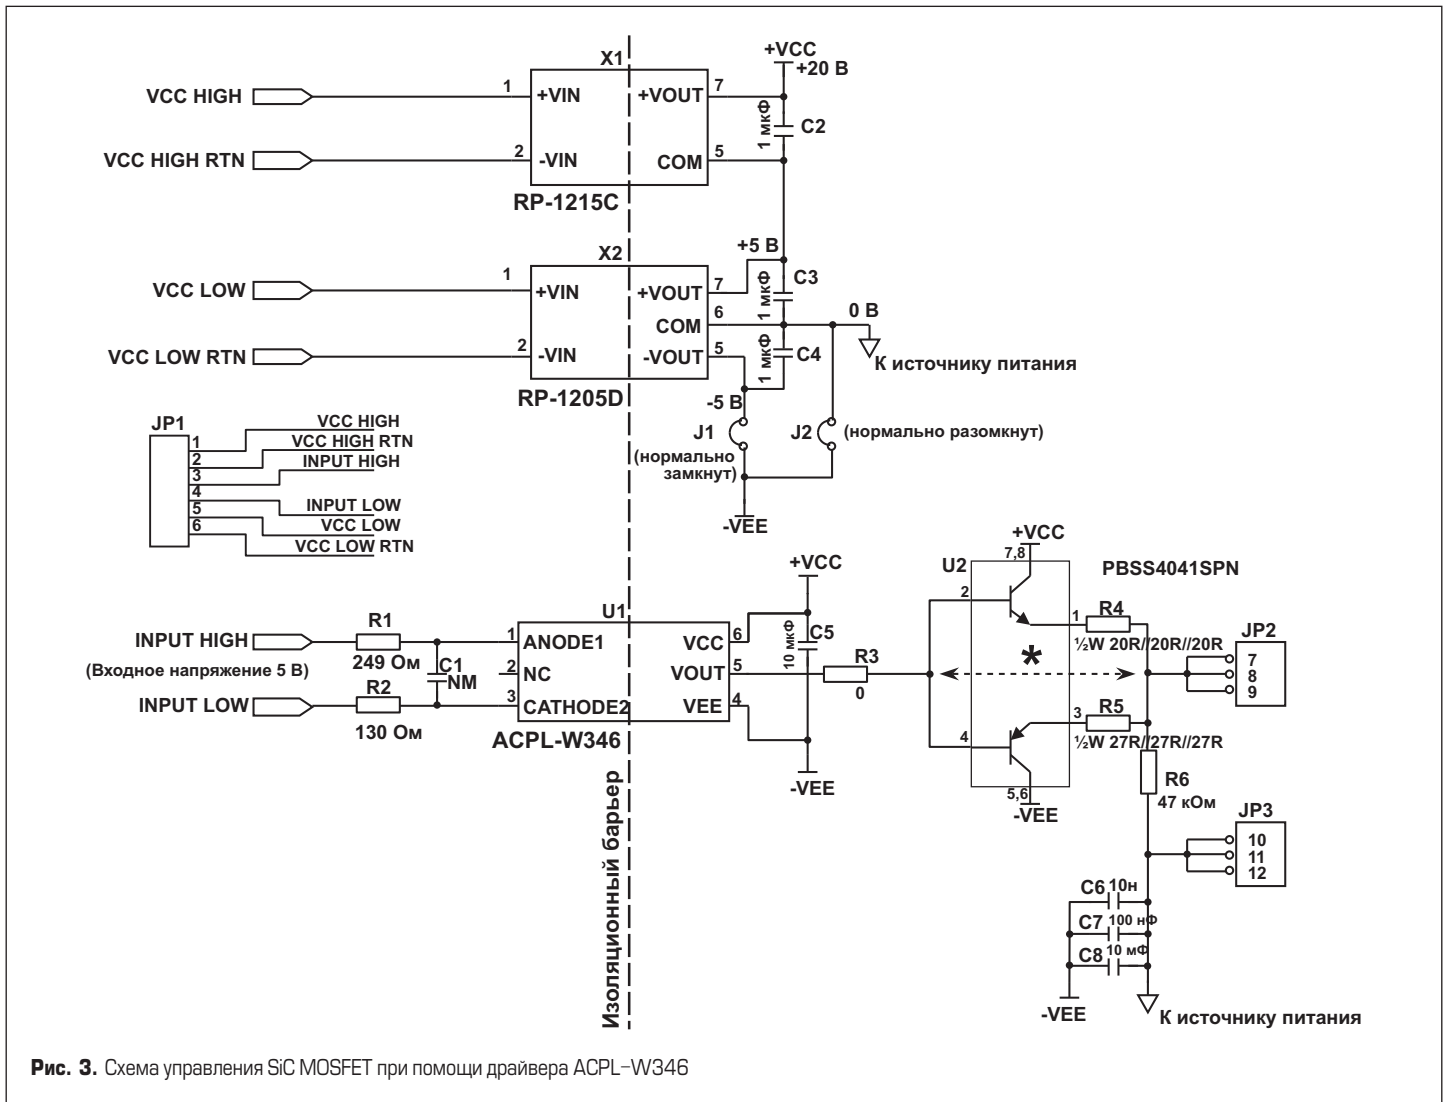 +VCC
+20 В
X1
VCC HIGH
1
+VIN
+VOUT
7
1 мкФ
C2
VCC HIGH RTN
2
-VIN
COM
5
RP-1215C
+5 В
X2
VCC LOW
1
+VIN
+VOUT
7
1 мкФ
C3
COM
6
0 В
VCC LOW RTN
2
-VIN
-VOUT
5
1 мкФ
C4
К источнику питания
RP-1205D
-5 В
J1
(нормально
замкнут)
J2
(нормально разомкнут)
-VEE
JP1
1
2
3
4
5
6
VCC HIGH
VCC HIGH RTN
INPUT HIGH
INPUT LOW
VCC LOW
VCC LOW RTN
+VCC
+VCC
7,8
U2
PBSS4041SPN
U1
INPUT HIGH
R1
249 Ом
1
ANODE1
VCC
6
10 мкФ
C5
2
1
R4
½W 20R//20R//20R
JP2
7
8
9
(Входное напряжение 5 В)
C1
NM
2
NC
VOUT
5
R3
0
*
INPUT LOW
R2
130 Ом
3
CATHODE2
VEE
4
4
3
R5
½W 27R//27R//27R
ACPL-W346
-VEE
5,6
-VEE
R6
47 кОм
JP3
10
11
12
Изоляционный барьер
C6
10н
C7
100 нФ
C8
10 мФ
-VEE
К источнику питания
Рис. 3. Схема управления SiC MOSFET при помощи драйвера ACPL-W346